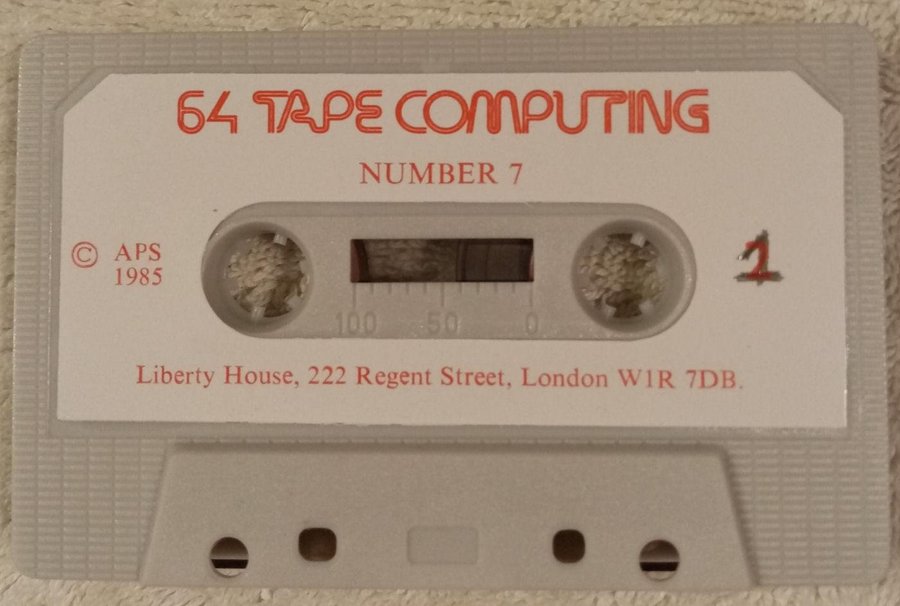 64 TAPE COMPUTING
NUMBER 7
© APS
1985
1
100 50 0
Liberty House, 222 Regent Street, London W1R 7DB.